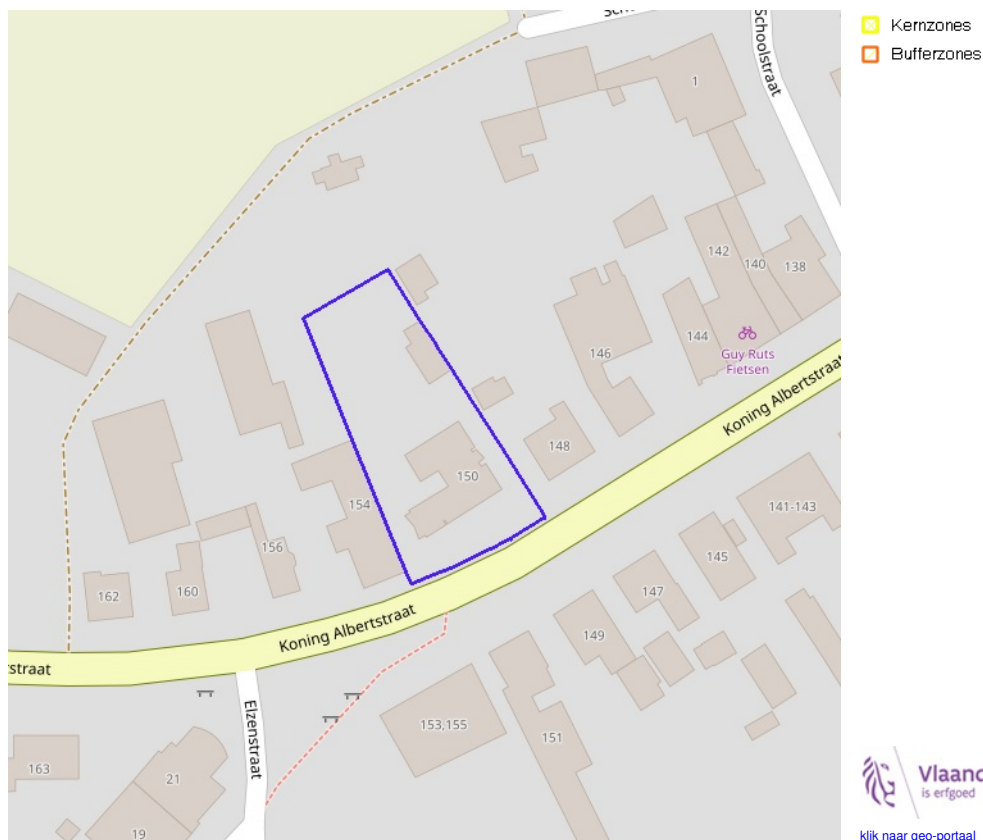 Schoolstraat
Kernzones
Bufferzones
1
142
140
138
144
146
Guy Ruts
Fietsen
Koning Albertstraat
148
150
154
141-143
156
145
162
160
147
149
Koning Albertstraat
straat
Elzenstraat
153,155
151
163
21
19
is erfgoed
klik naar geo-portaal